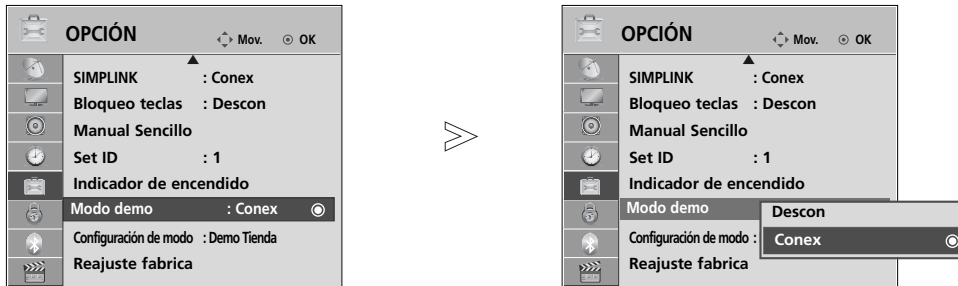 OPCIÓN Mov. OK
SIMPLINK : Conex
Bloqueo teclas : Descon
Manual Sencillo
Set ID : 1
Indicador de encendido
Modo demo : Conex
Configuración de modo : Demo Tienda
Reajuste fabrica
OPCIÓN Mov. OK
SIMPLINK : Conex
Bloqueo teclas : Descon
Manual Sencillo
Set ID : 1
Indicador de encendido
Modo demo
Descon
Configuración de modo :
Conex
Reajuste fabrica